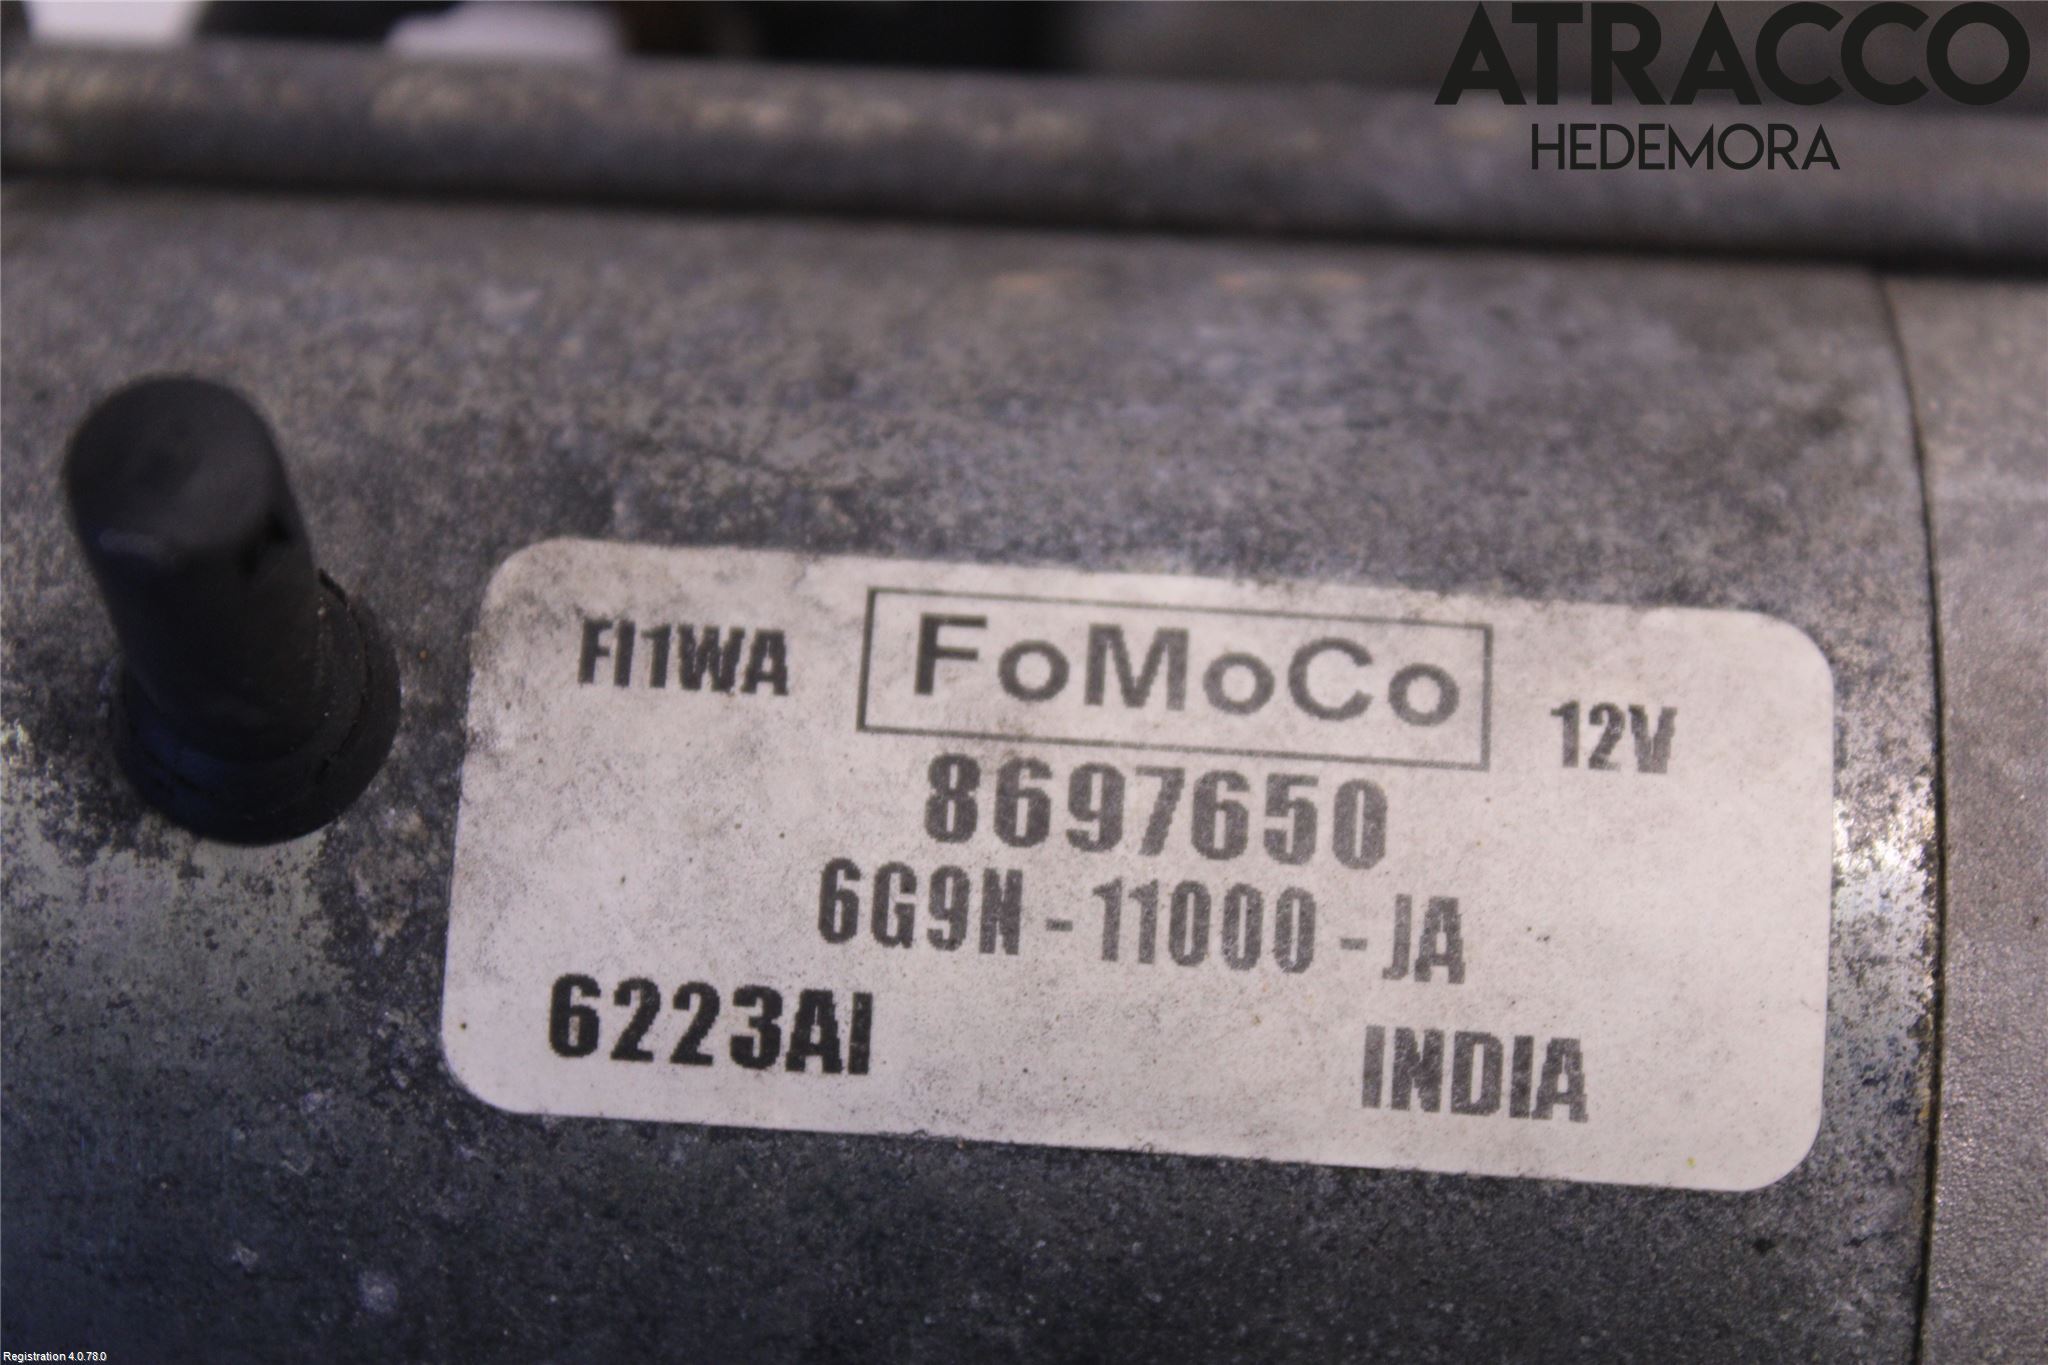 ATRACCO
HEDEMORA
FI1WA FoMoCo 12V
8697650
6G9N-11000-JA
6223AI INDIA
Registration 4.0.78.0